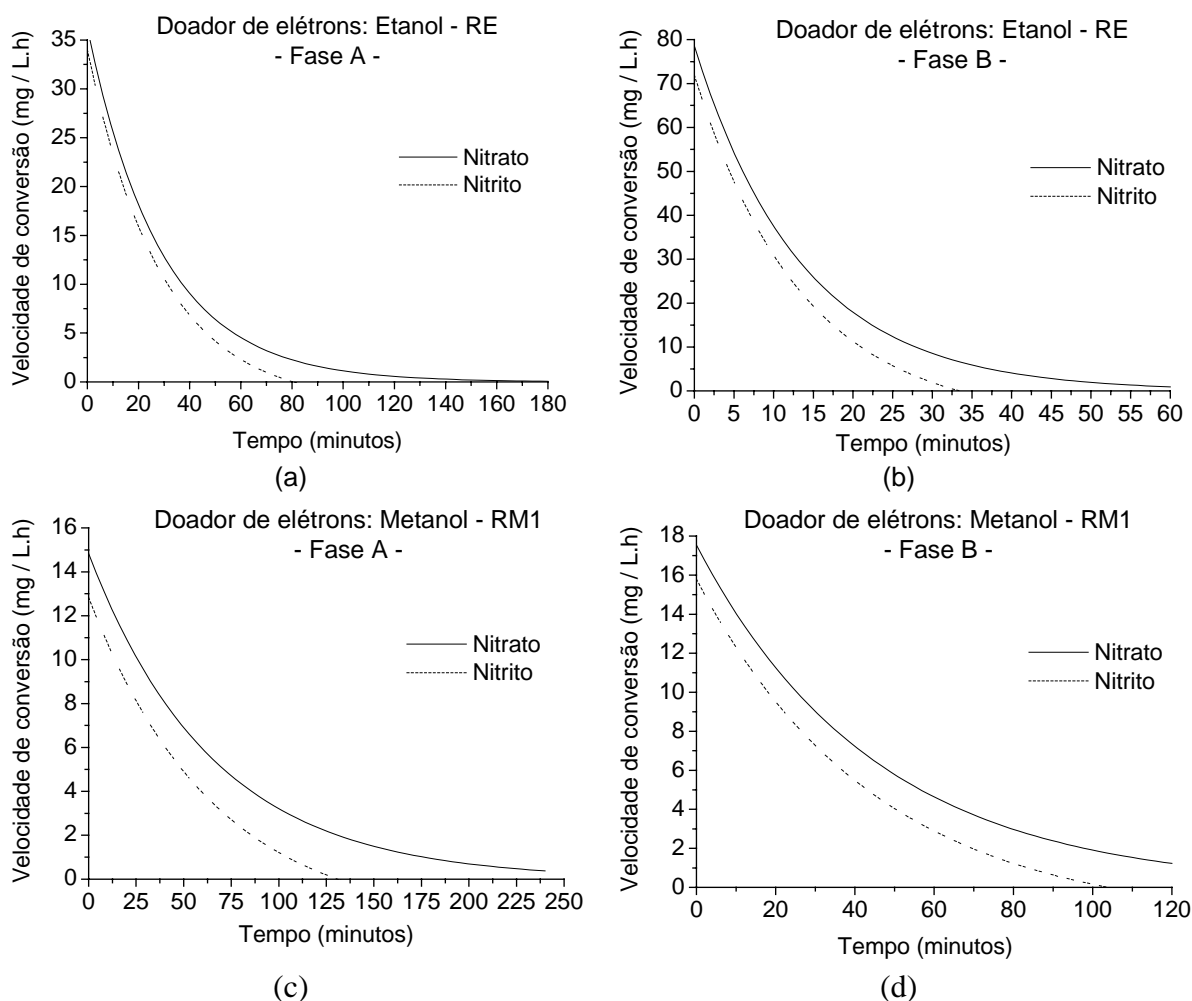 Doador de elétrons: Etanol - RE
- Fase A -
Velocidade de conversão (mg / L.h)
35
30
25
20
15
10
5
0
Nitrato
Nitrito
0 20 40 60 80 100 120 140 160 180
Tempo (minutos)
(a)
Doador de elétrons: Etanol - RE
- Fase B -
Velocidade de conversão (mg / L.h)
80
70
60
50
40
30
20
10
0
Nitrato
Nitrito
0 5 10 15 20 25 30 35 40 45 50 55 60
Tempo (minutos)
(b)
Doador de elétrons: Metanol - RM1
- Fase A -
Velocidade de conversão (mg / L.h)
16
14
12
10
8
6
4
2
0
Nitrato
Nitrito
0 25 50 75 100 125 150 175 200 225 250
Tempo (minutos)
(c)
Doador de elétrons: Metanol - RM1
- Fase B -
Velocidade de conversão (mg / L.h)
18
16
14
12
10
8
6
4
2
0
Nitrato
Nitrito
0 20 40 60 80 100 120
Tempo (minutos)
(d)